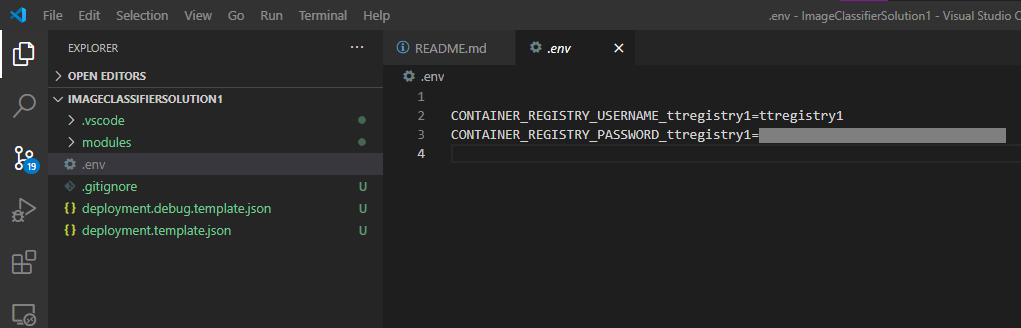 File Edit Selection View Go Run Terminal Help .env - ImageClassifierSolution1 - Visual Studio C
EXPLORER ...
OPEN EDITORS
IMAGECLASSIFIERSOLUTION1
.vscode
modules
.env
.gitignore U
{} deployment.debug.template.json U
{} deployment.template.json U
19
README.md .env
.env
1
2 CONTAINER_REGISTRY_USERNAME_ttregistry1=ttregistry1
3 CONTAINER_REGISTRY_PASSWORD_ttregistry1=
4